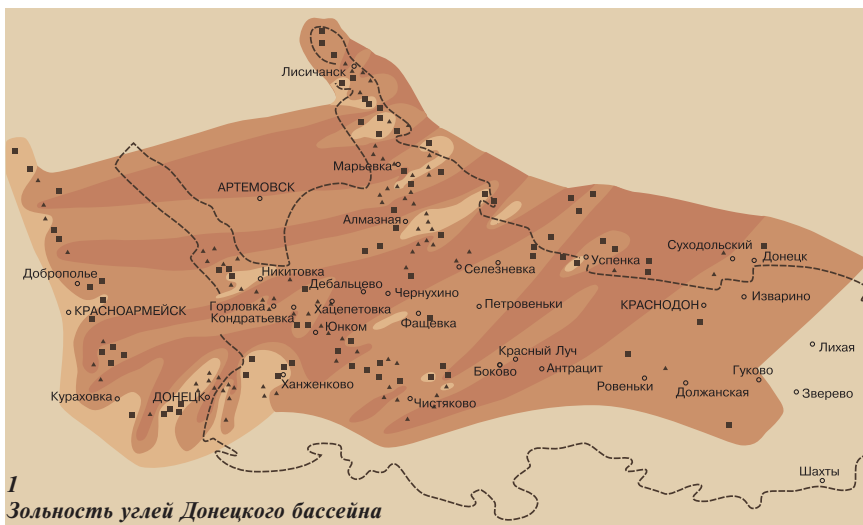 Лисичанск
Марьевка
АРТЕМОВСК
Алмазная
Суходольский
Донецк
Успенка
Селезневка
Никитовка
Доброполье
Дебальцево
Чернухино
Изварино
Петровеньки
КРАСНОДОН
Горловка
Хацепетовка
КРАСНОАРМЕЙСК
Кондратьевка
Фащевка
Юнком
Лихая
Красный Луч
Боково
Антрацит
Гуково
Ханженково
Ровеньки
Должанская
Зверево
Кураховка
ДОНЕЦК
Чистяково
Шахты
1
Зольность углей Донецкого бассейна